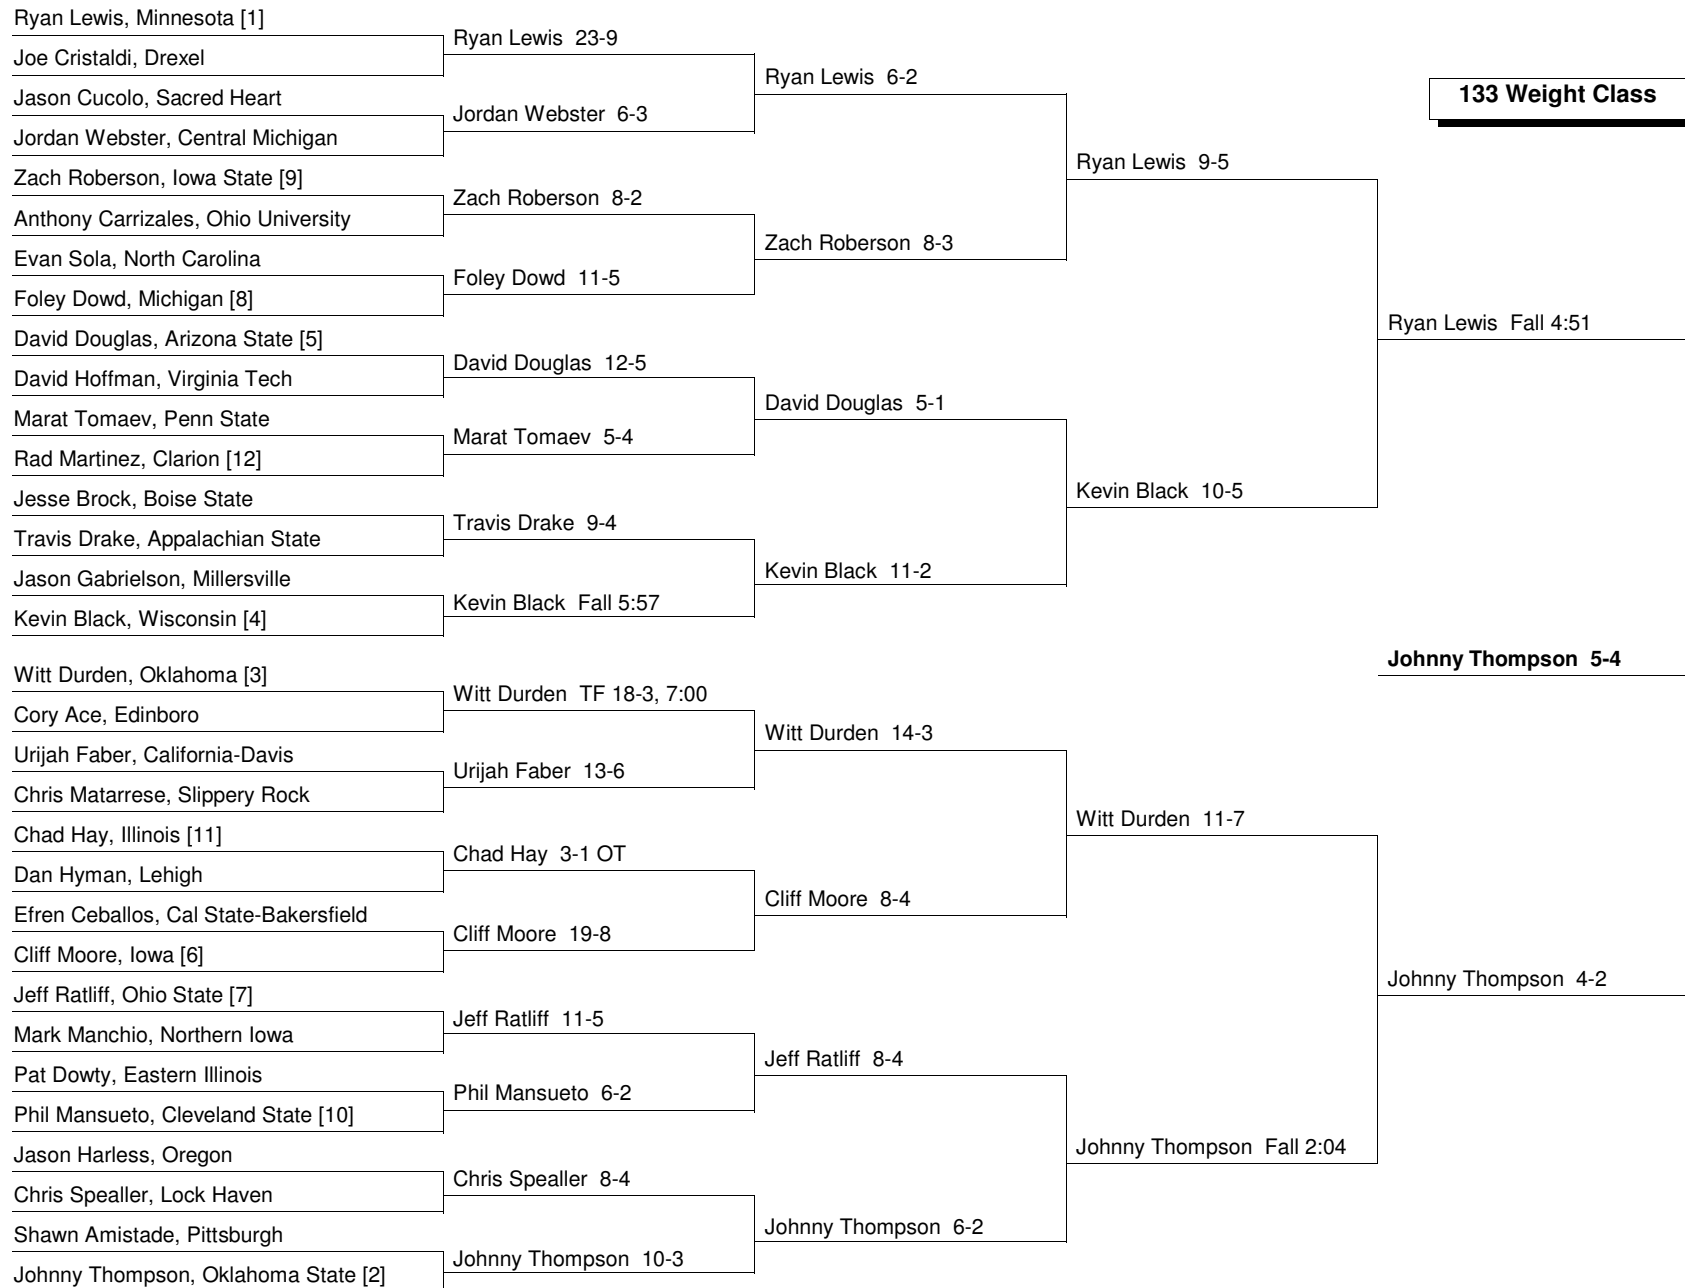 Ryan Lewis, Minnesota [1]
Joe Cristaldi, Drexel
Jason Cucolo, Sacred Heart
Jordan Webster, Central Michigan
Zach Roberson, Iowa State [9]
Anthony Carrizales, Ohio University
Evan Sola, North Carolina
Foley Dowd, Michigan [8]
David Douglas, Arizona State [5]
David Hoffman, Virginia Tech
Marat Tomaev, Penn State
Rad Martinez, Clarion [12]
Jesse Brock, Boise State
Travis Drake, Appalachian State
Jason Gabrielson, Millersville
Kevin Black, Wisconsin [4]
Witt Durden, Oklahoma [3]
Cory Ace, Edinboro
Urijah Faber, California-Davis
Chris Matarrese, Slippery Rock
Chad Hay, Illinois [11]
Dan Hyman, Lehigh
Efren Ceballos, Cal State-Bakersfield
Cliff Moore, Iowa [6]
Jeff Ratliff, Ohio State [7]
Mark Manchio, Northern Iowa
Pat Dowty, Eastern Illinois
Phil Mansueto, Cleveland State [10]
Jason Harless, Oregon
Chris Spealler, Lock Haven
Shawn Amistade, Pittsburgh
Johnny Thompson, Oklahoma State [2]
Ryan Lewis 23-9
Jordan Webster 6-3
Zach Roberson 8-2
Foley Dowd 11-5
David Douglas 12-5
Marat Tomaev 5-4
Travis Drake 9-4
Kevin Black Fall 5:57
Witt Durden TF 18-3, 7:00
Urijah Faber 13-6
Chad Hay 3-1 OT
Cliff Moore 19-8
Jeff Ratliff 11-5
Phil Mansueto 6-2
Chris Spealler 8-4
Johnny Thompson 10-3
Ryan Lewis 6-2
Zach Roberson 8-3
David Douglas 5-1
Kevin Black 11-2
Witt Durden 14-3
Cliff Moore 8-4
Jeff Ratliff 8-4
Johnny Thompson 6-2
Ryan Lewis 9-5
Kevin Black 10-5
Witt Durden 11-7
Johnny Thompson Fall 2:04
133 Weight Class
Ryan Lewis Fall 4:51
Johnny Thompson 5-4
Johnny Thompson 4-2